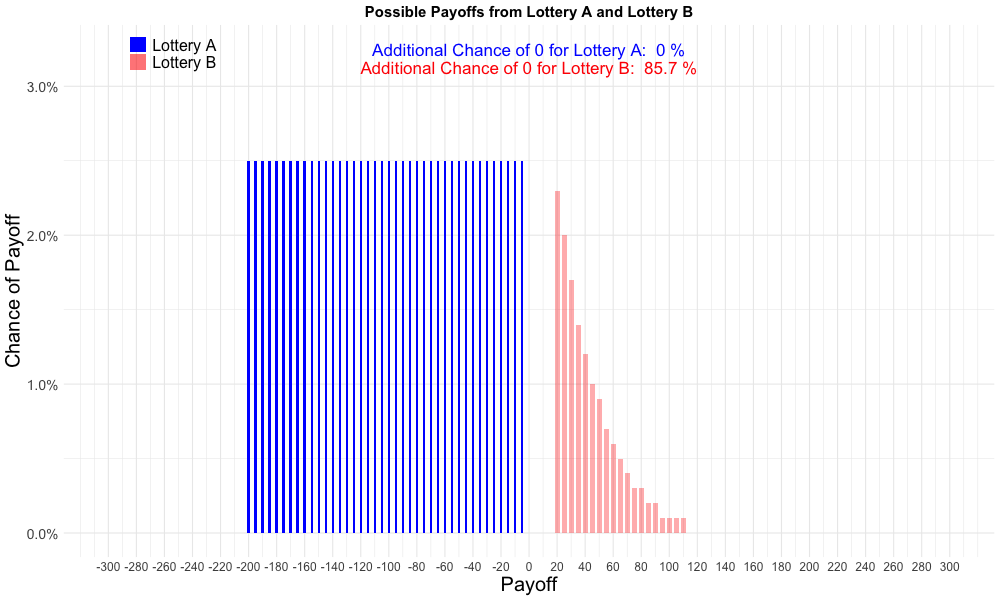 Possible Payoffs from Lottery A and Lottery B
Lottery A
Lottery B
Additional Chance of 0 for Lottery A:  0 %
Additional Chance of 0 for Lottery B:  85.7 %
Chance of Payoff
3.0%
2.0%
1.0%
0.0%
-300 -280 -260 -240 -220 -200 -180 -160 -140 -120 -100 -80 -60 -40 -20 0 20 40 60 80 100 120 140 160 180 200 220 240 260 280 300
Payoff